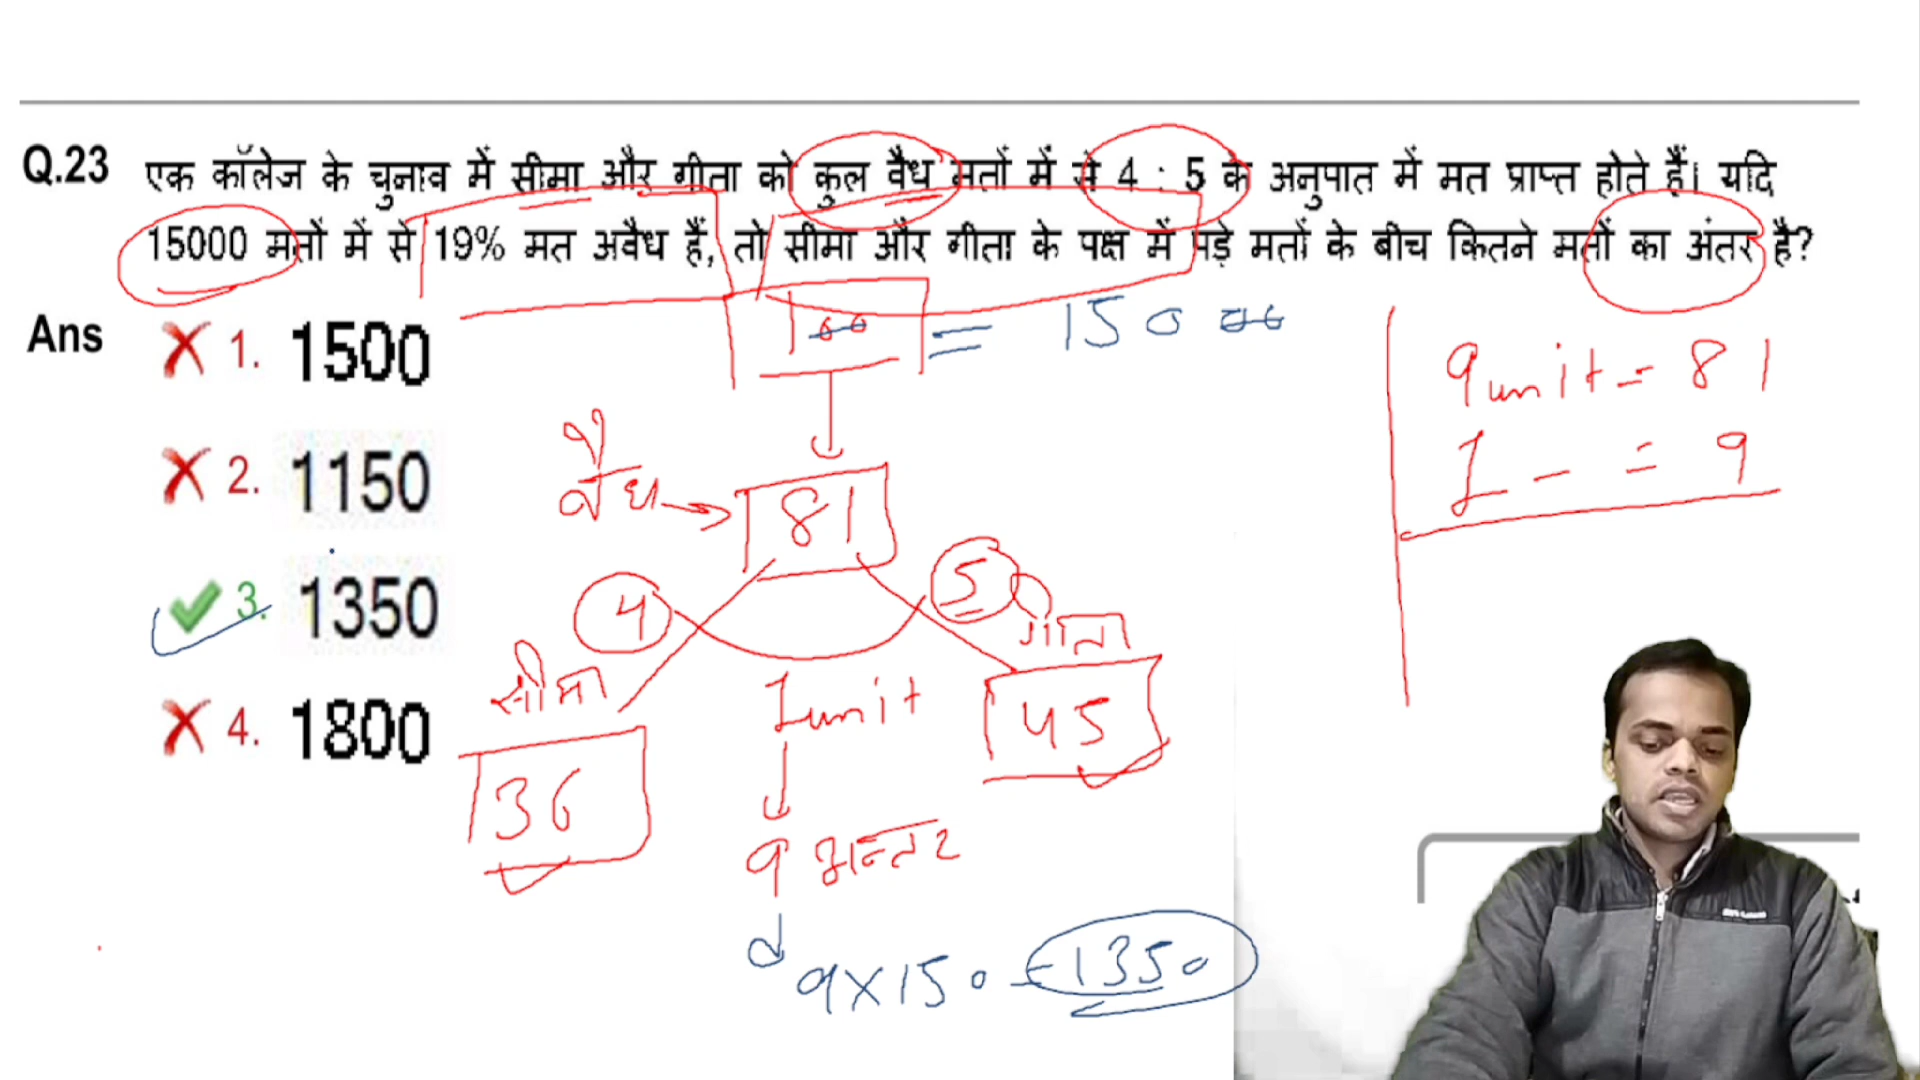 Q.23 एक कॉलेज के चुनाव में सीमा और गीता को कुल वैध मतों में से 4 : 5 के अनुपात में मत प्राप्त होते हैं। यदि
15000 मतों में से 19% मत अवैध हैं, तो सीमा और गीता के पक्ष में पड़े मतों के बीच कितने मतों का अंतर है?
Ans
1. 1500
2. 1150
3. 1350
4. 1800
100 = 15000
9 unit = 81
1 - = 9
वैध → 81
4 5
सीमा गीता
1 unit
36 45
9 अन्तर
9×150 = 1350